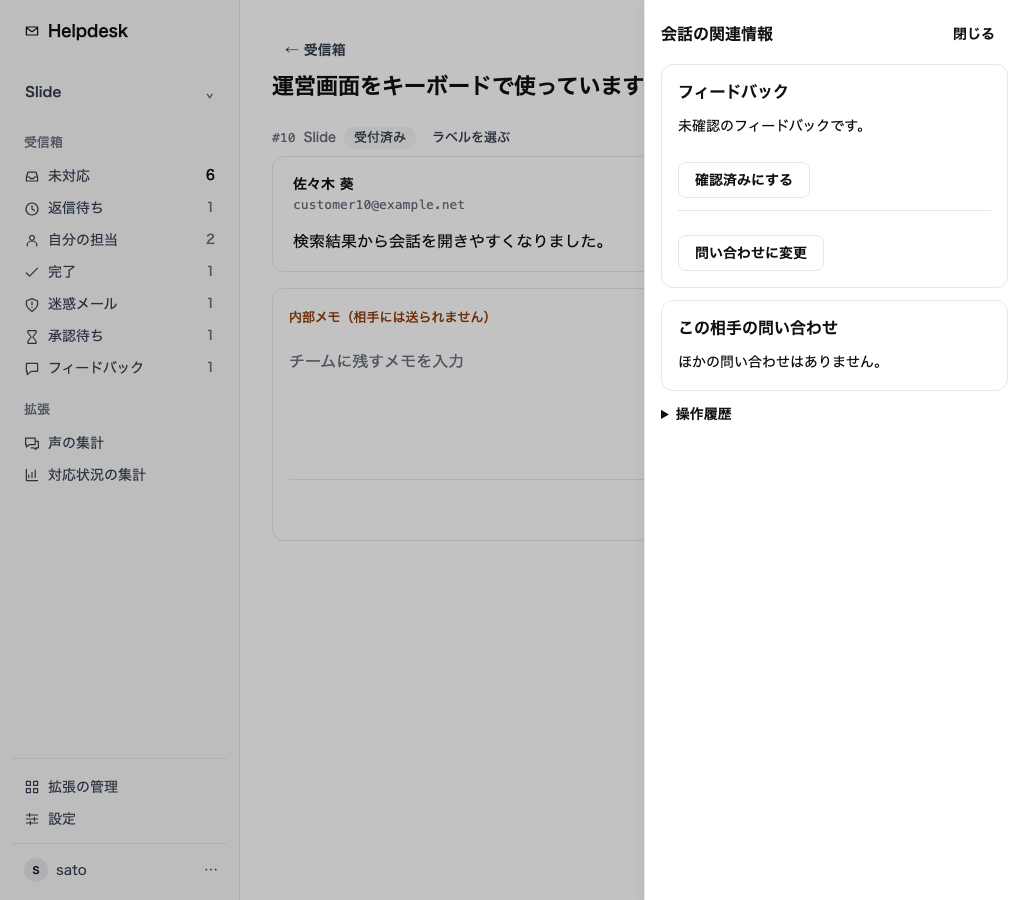 Helpdesk
Slide
受信箱
未対応 6
返信待ち 1
自分の担当 2
完了 1
迷惑メール 1
承認待ち 1
フィードバック 1
拡張
声の集計
対応状況の集計
拡張の管理
設定
S sato ...
← 受信箱
運営画面をキーボードで使っています
#10 Slide 受付済み ラベルを選ぶ
佐々木 葵
customer10@example.net
検索結果から会話を開きやすくなりました。
内部メモ（相手には送られません）
チームに残すメモを入力
会話の関連情報 閉じる
フィードバック
未確認のフィードバックです。
確認済みにする
問い合わせに変更
この相手の問い合わせ
ほかの問い合わせはありません。
▶ 操作履歴